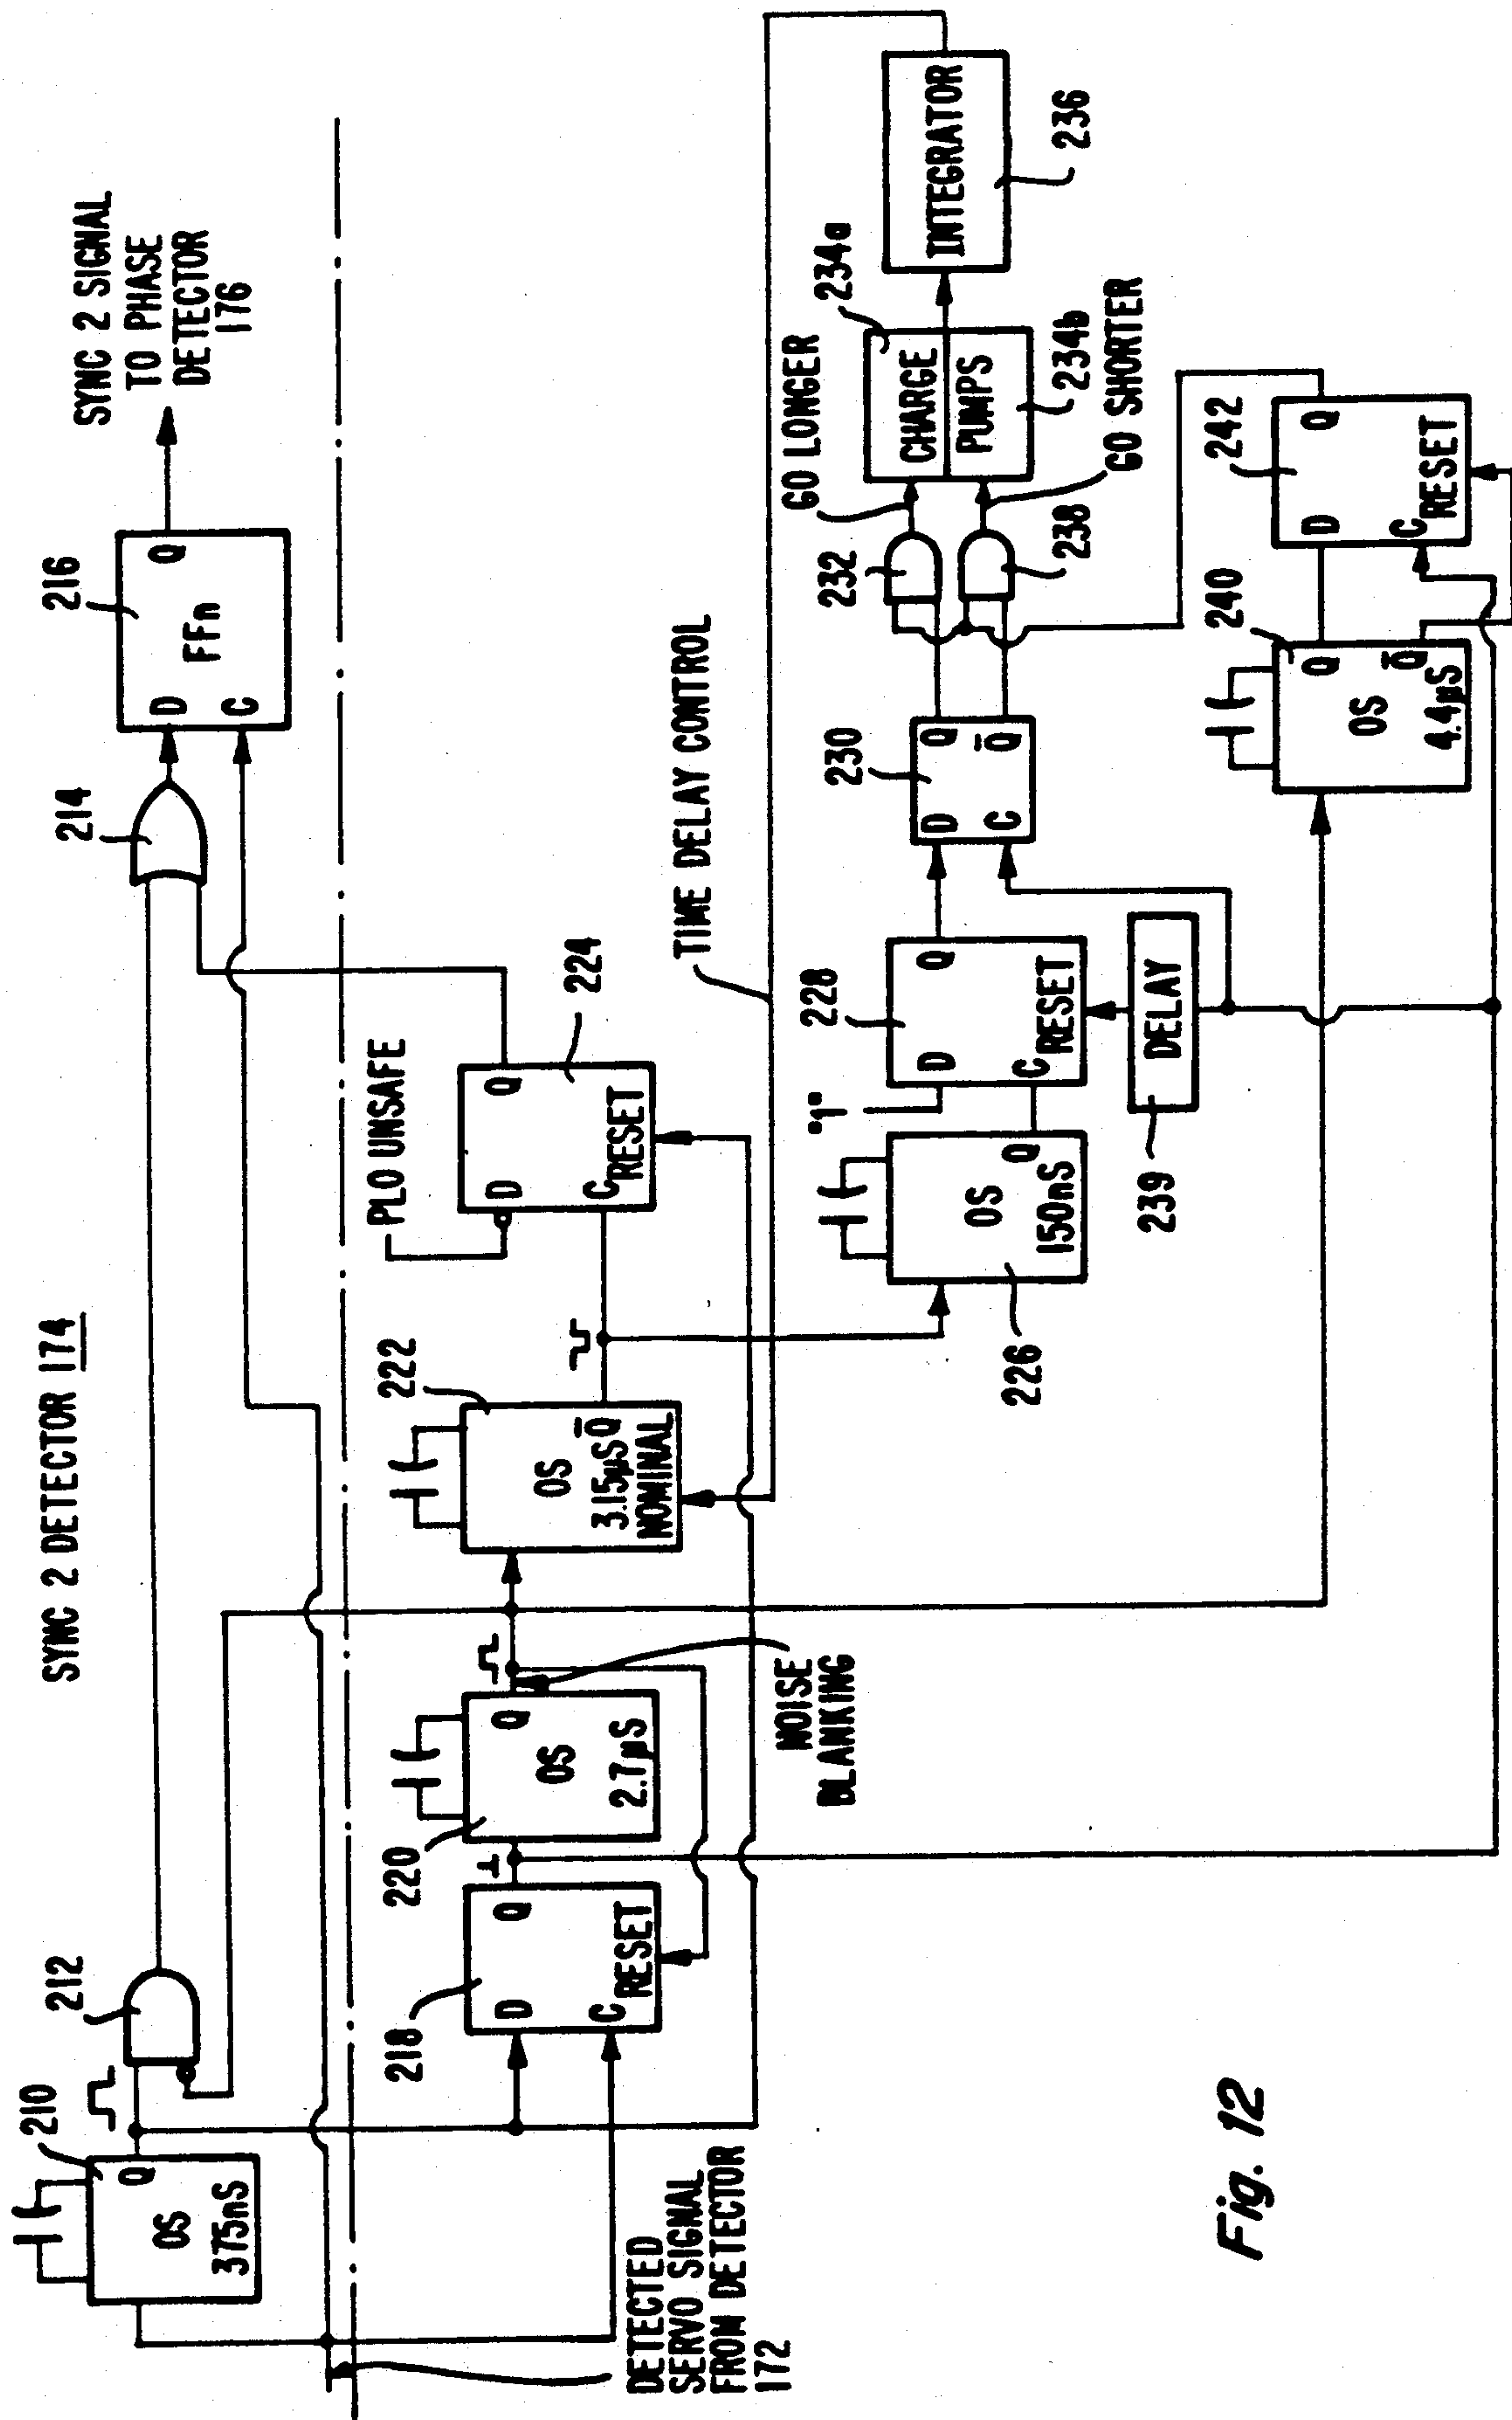 SYNC 2 DETECTOR 174
210
OS
375nS
Q
212
214
216
D
C
FFn
Q
SYNC 2 SIGNAL
TO PHASE
DETECTOR
176
DETECTED
SERVO SIGNAL
FROM DETECTOR
172
218
D
C
Q
RESET
220
Q
OS
2.7µS
NOISE
BLANKING
222
OS
3.15µS Q̅
NOMINAL
PLO UNSAFE
224
D
C
Q
RESET
TIME DELAY CONTROL
226
OS
Q
150nS
"1"
228
D
C
Q
RESET
239
DELAY
230
D
C
Q
Q̅
232
238
GO LONGER
GO SHORTER
234a
CHARGE
PUMPS
234b
INTEGRATOR
236
240
Q
OS
Q̅
4.4µS
242
D
C
Q
RESET
Fig. 12